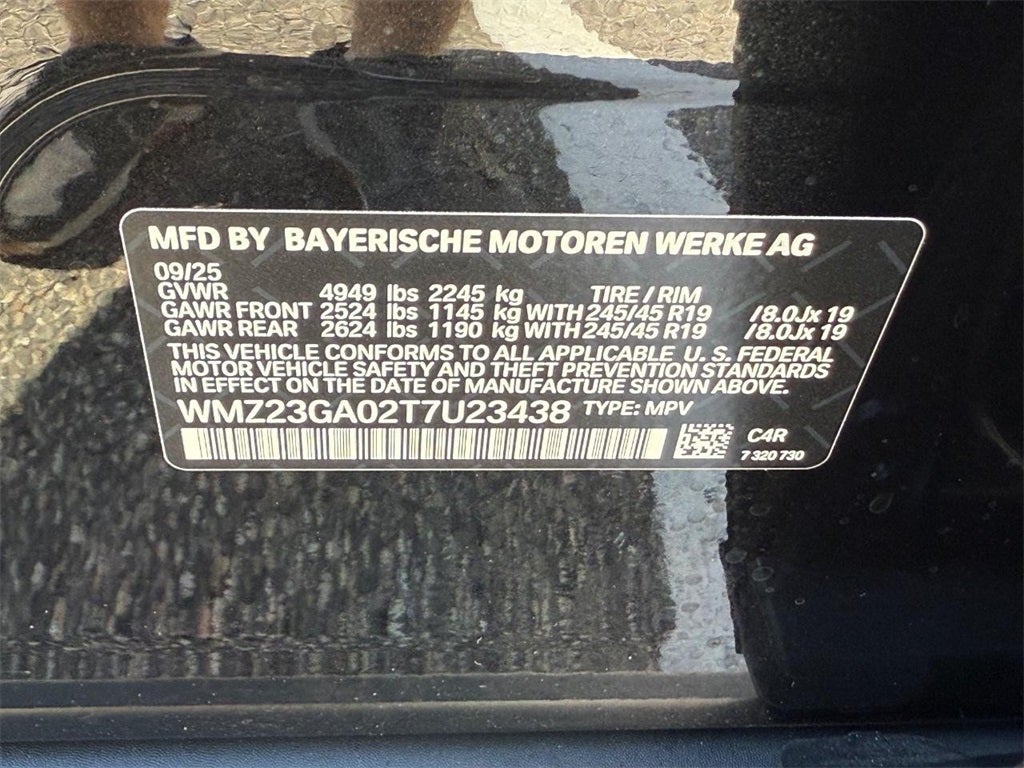 MFD BY BAYERISCHE MOTOREN WERKE AG
09/25
GVWR 4949 lbs 2245 kg TIRE / RIM
GAWR FRONT 2524 lbs 1145 kg WITH 245/45 R19 /8.0Jx 19
GAWR REAR 2624 lbs 1190 kg WITH 245/45 R19 /8.0Jx 19
THIS VEHICLE CONFORMS TO ALL APPLICABLE U. S. FEDERAL
MOTOR VEHICLE SAFETY AND THEFT PREVENTION STANDARDS
IN EFFECT ON THE DATE OF MANUFACTURE SHOWN ABOVE.
WMZ23GA02T7U23438 TYPE: MPV
C4R
7 320 730